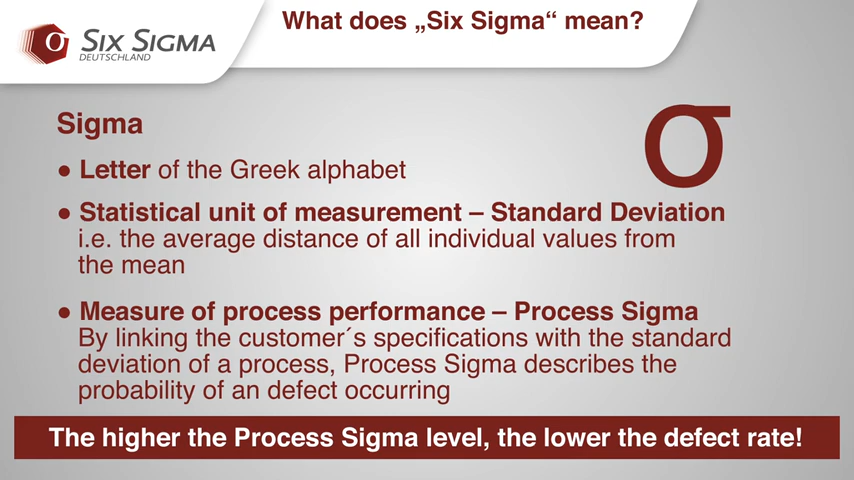 What does „Six Sigma“ mean?
σ SIX SIGMA
DEUTSCHLAND
Sigma
σ
● Letter of the Greek alphabet
● Statistical unit of measurement – Standard Deviation
i.e. the average distance of all individual values from
the mean
● Measure of process performance – Process Sigma
By linking the customer´s specifications with the standard
deviation of a process, Process Sigma describes the
probability of an defect occurring
The higher the Process Sigma level, the lower the defect rate!